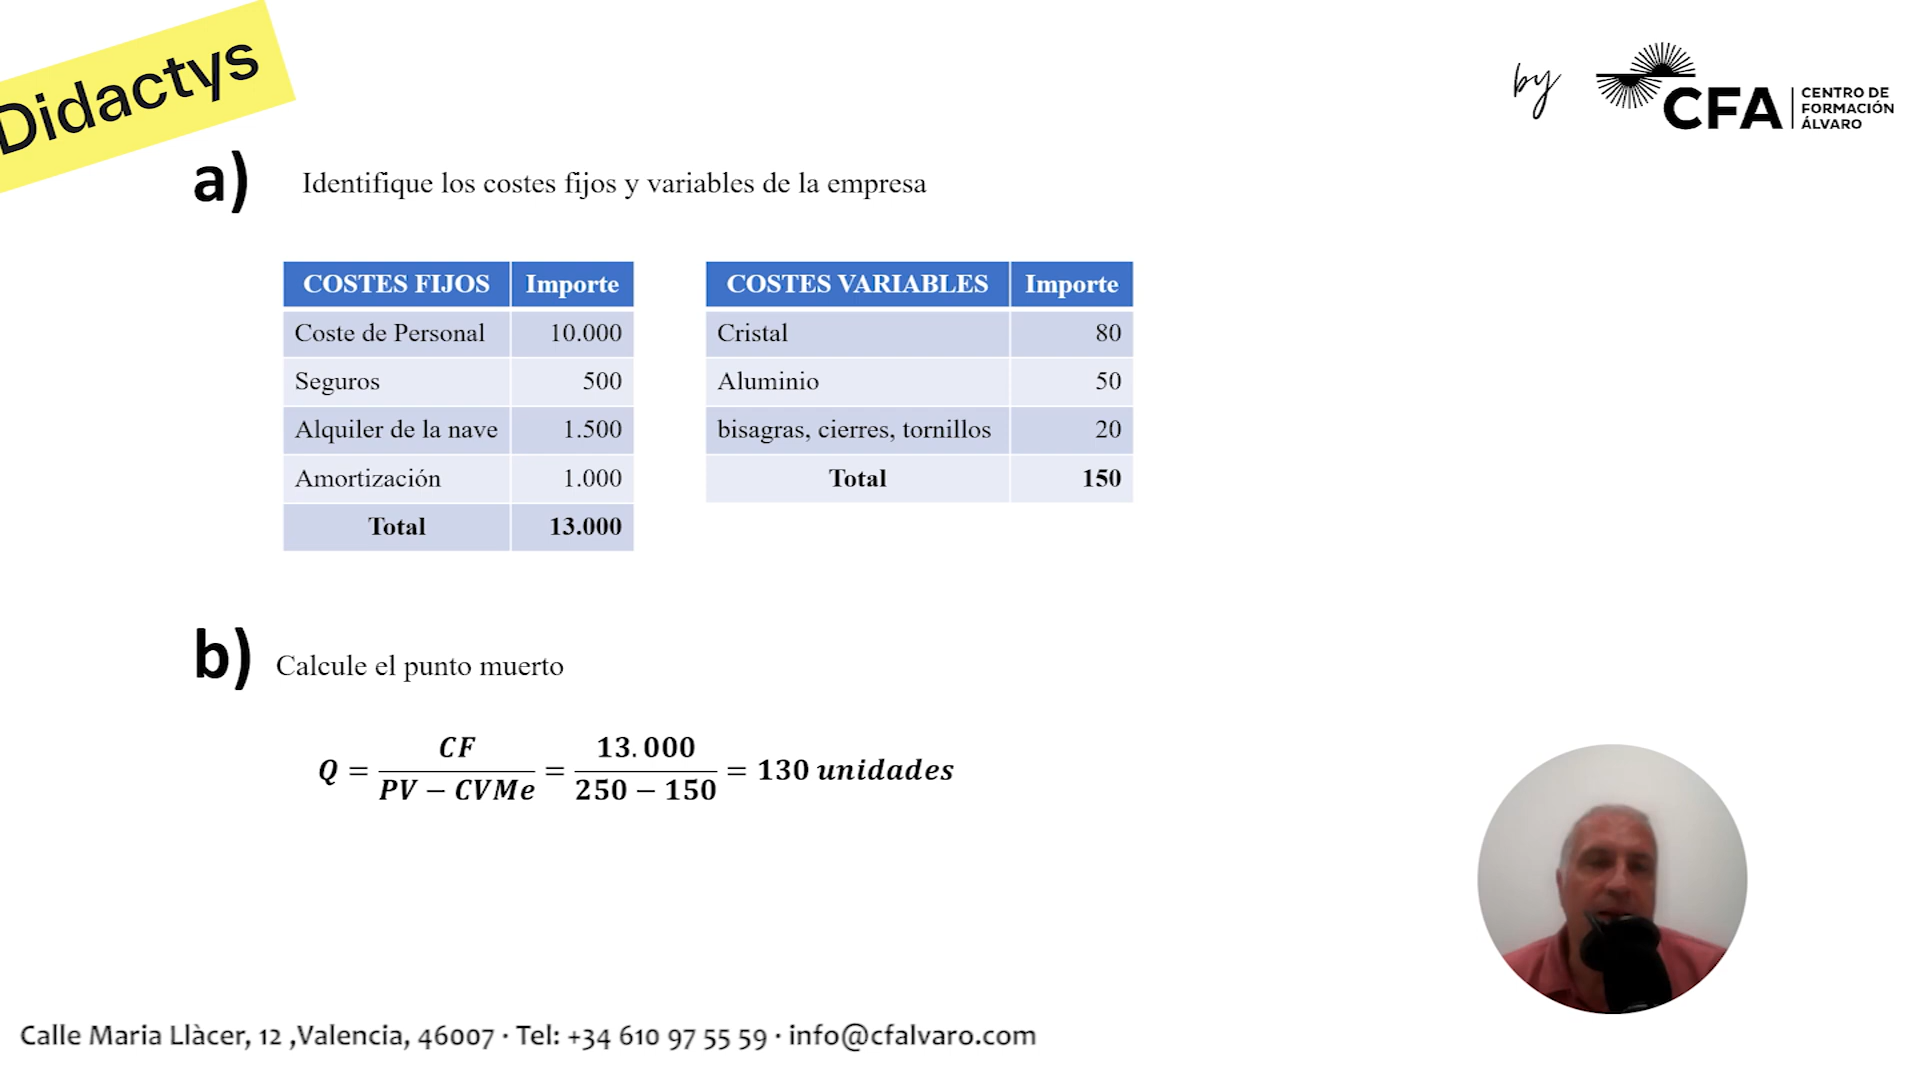 Didactys
by
CFA
CENTRO DE
FORMACIÓN
ÁLVARO
a)
Identifique los costes fijos y variables de la empresa
COSTES FIJOS Importe
Coste de Personal 10.000
Seguros 500
Alquiler de la nave 1.500
Amortización 1.000
Total 13.000
COSTES VARIABLES Importe
Cristal 80
Aluminio 50
bisagras, cierres, tornillos 20
Total 150
b)
Calcule el punto muerto
Q = CF / (PV − CVMe) = 13.000 / (250 − 150) = 130 unidades
Calle Maria Llàcer, 12 ,Valencia, 46007 · Tel: +34 610 97 55 59 · info@cfalvaro.com